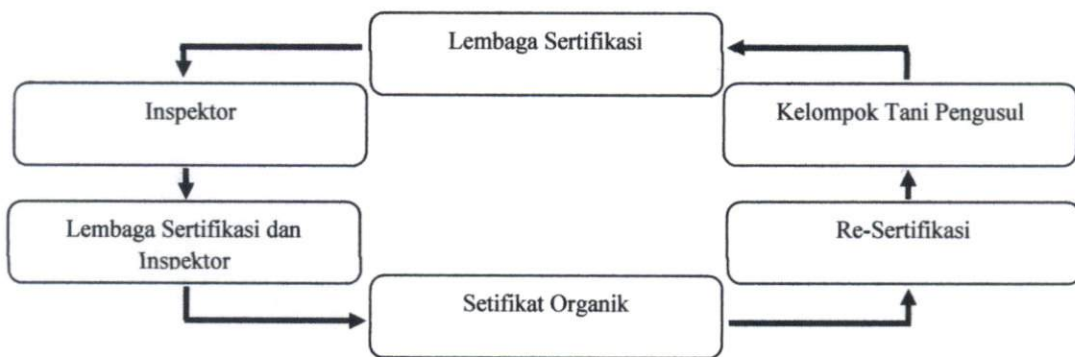 Lembaga Sertifikasi
Inspektor
Kelompok Tani Pengusul
Lembaga Sertifikasi dan
Inspektor
Re-Sertifikasi
Setifikat Organik